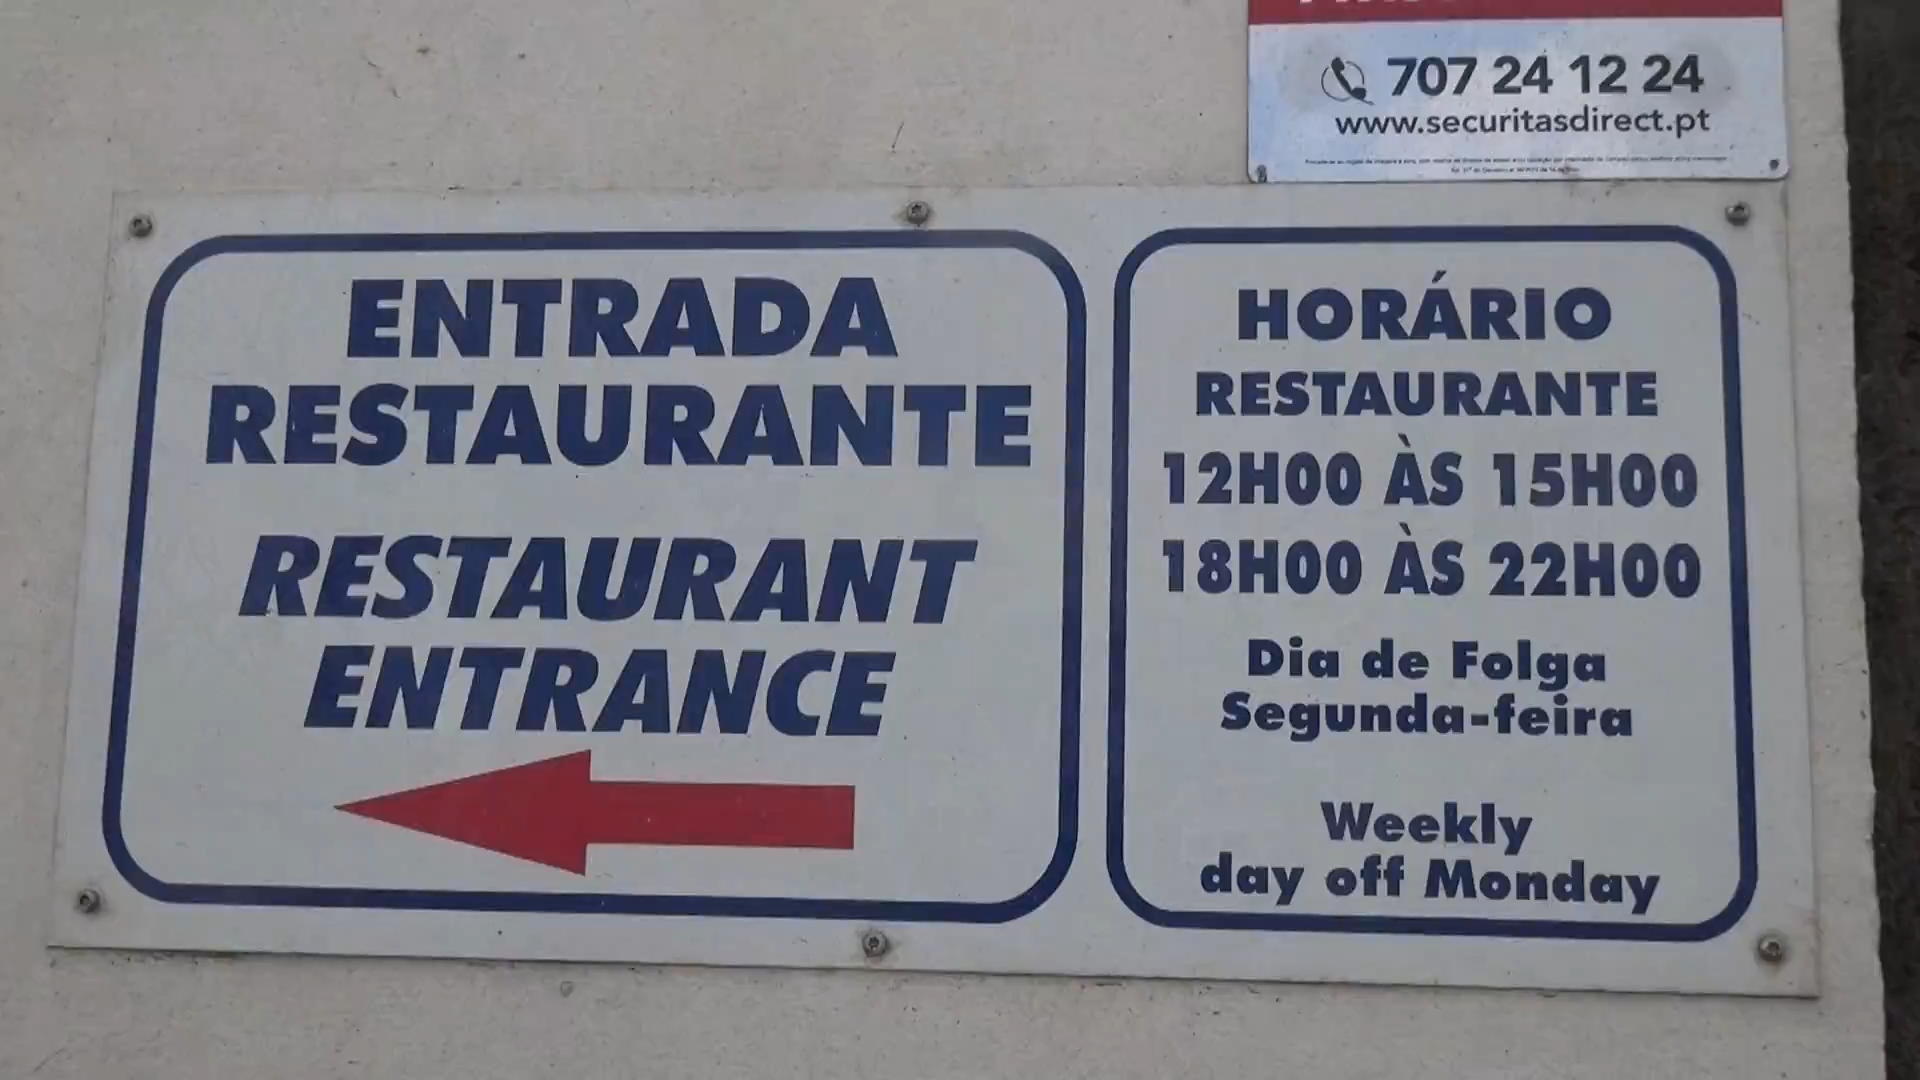 707 24 12 24
www.securitasdirect.pt
ENTRADA
RESTAURANTE
RESTAURANT
ENTRANCE
HORÁRIO
RESTAURANTE
12H00 ÀS 15H00
18H00 ÀS 22H00
Dia de Folga
Segunda-feira
Weekly
day off Monday